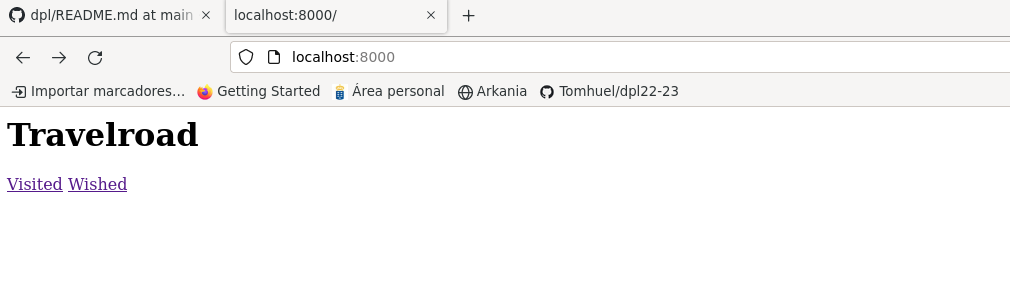 dpl/README.md at main
localhost:8000/
localhost:8000
Importar marcadores... Getting Started Área personal Arkania Tomhuel/dpl22-23
Travelroad
Visited Wished